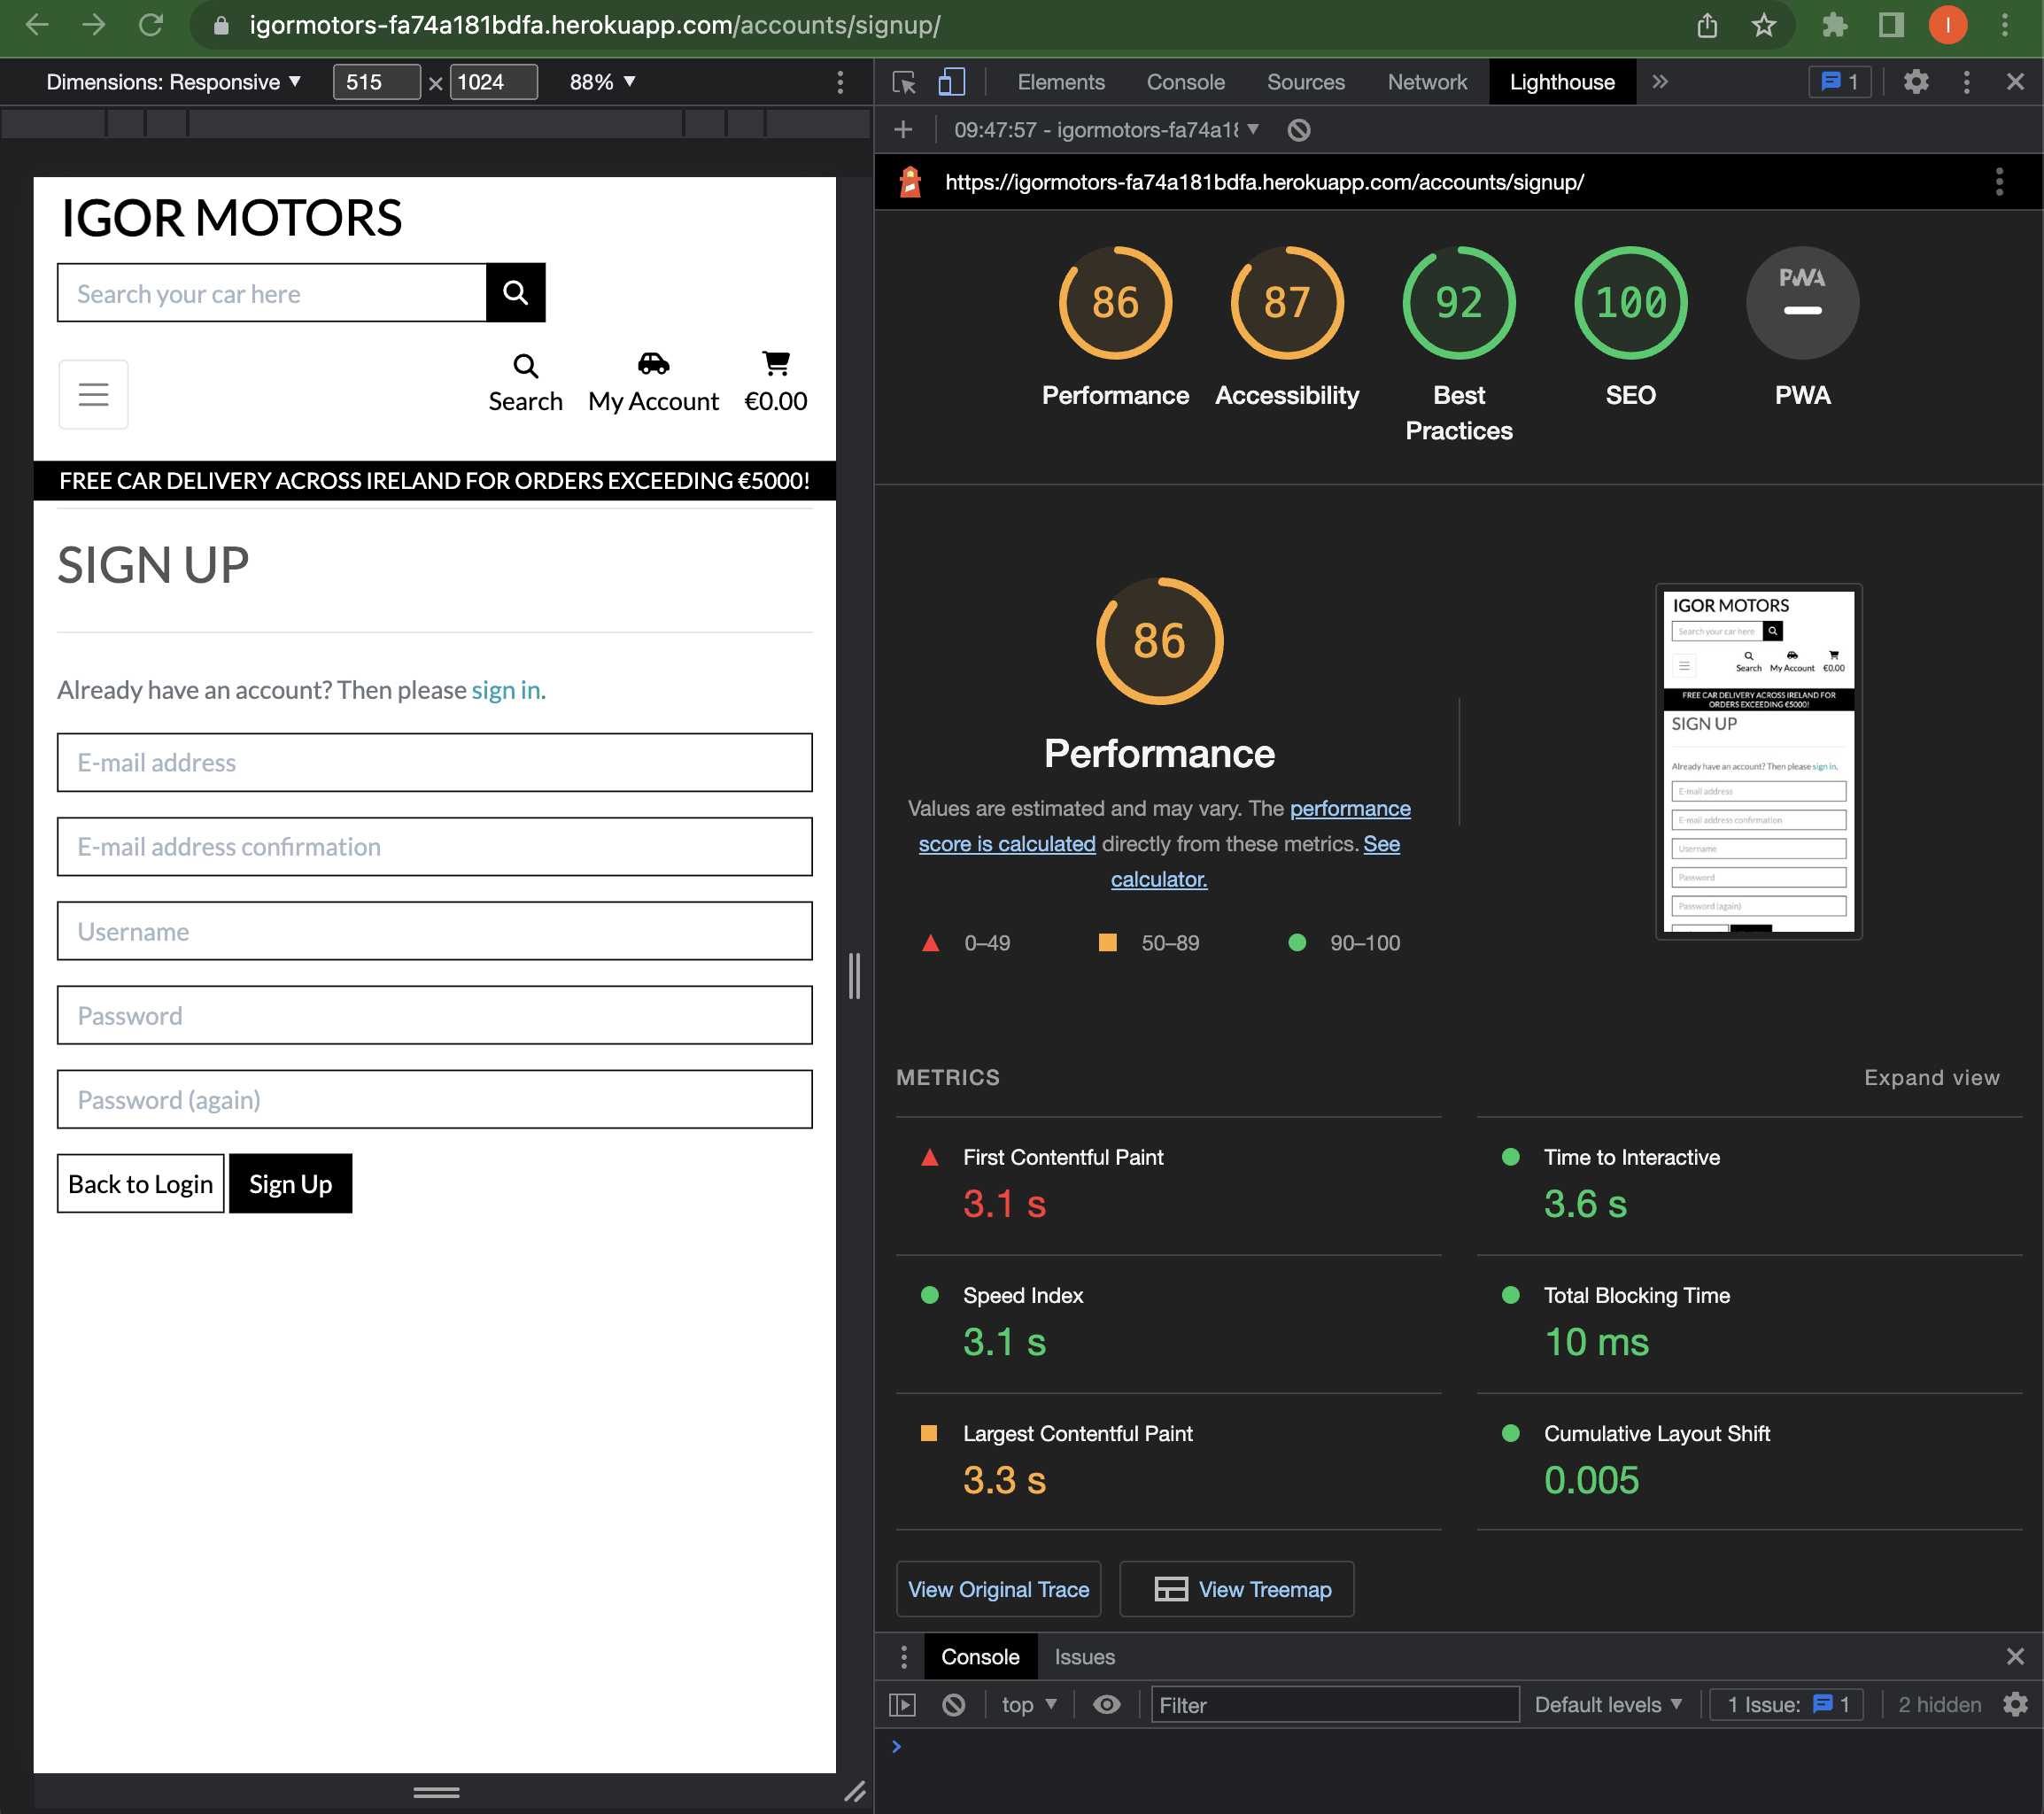 igormotors-fa74a181bdfa.herokuapp.com/accounts/signup/
I
Dimensions: Responsive
515 × 1024
88%
Elements
Console
Sources
Network
Lighthouse
1
09:47:57 - igormotors-fa74a18
https://igormotors-fa74a181bdfa.herokuapp.com/accounts/signup/
IGOR MOTORS
Search your car here
Search
My Account
€0.00
FREE CAR DELIVERY ACROSS IRELAND FOR ORDERS EXCEEDING €5000!
SIGN UP
Already have an account? Then please sign in.
E-mail address
E-mail address confirmation
Username
Password
Password (again)
Back to Login
Sign Up
86
87
92
100
PWA
Performance
Accessibility
Best
Practices
SEO
PWA
86
Performance
Values are estimated and may vary. The performance
score is calculated directly from these metrics. See
calculator.
0–49
50–89
90–100
IGOR MOTORS
Search your car here
Search
My Account
€0.00
FREE CAR DELIVERY ACROSS IRELAND FOR
ORDERS EXCEEDING €5000!
SIGN UP
Already have an account? Then please sign in.
E-mail address
E-mail address confirmation
Username
Password
Password (again)
METRICS
Expand view
First Contentful Paint
3.1 s
Time to Interactive
3.6 s
Speed Index
3.1 s
Total Blocking Time
10 ms
Largest Contentful Paint
3.3 s
Cumulative Layout Shift
0.005
View Original Trace
View Treemap
Console
Issues
top
Filter
Default levels
1 Issue: 1
2 hidden